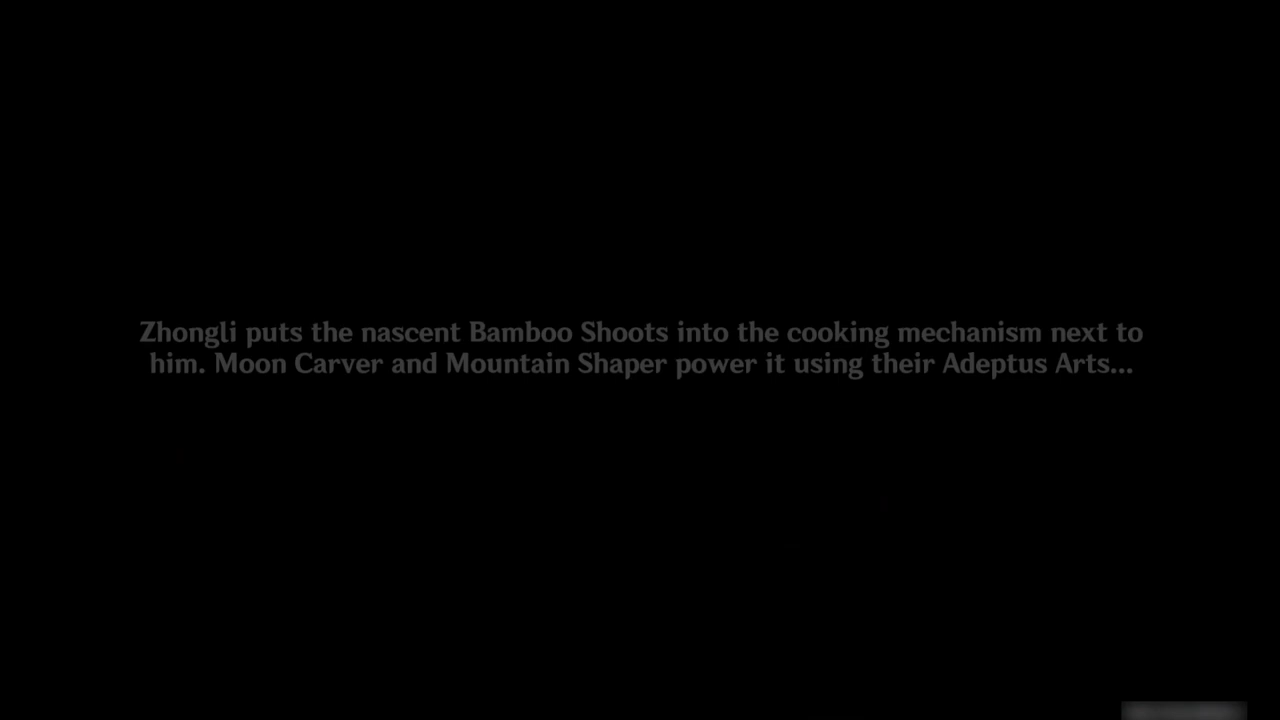 Zhongli puts the nascent Bamboo Shoots into the cooking mechanism next to
him. Moon Carver and Mountain Shaper power it using their Adeptus Arts...